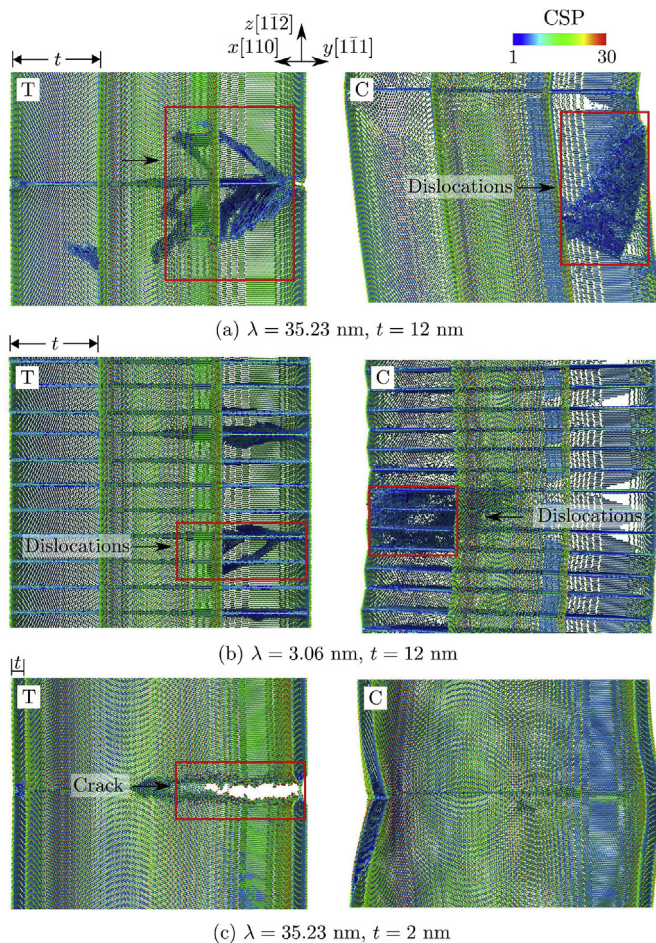 z[11̄2̄]
x[110] y[11̄1]
CSP
1 30
t
T
C
Dislocations
(a) λ = 35.23 nm, t = 12 nm
t
T
C
Dislocations
Dislocations
(b) λ = 3.06 nm, t = 12 nm
t
T
C
Crack
(c) λ = 35.23 nm, t = 2 nm